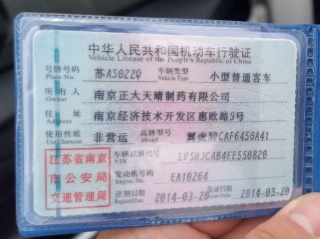 中华人民共和国机动车行驶证
Vehicle License of the People's Republic of China
号牌号码 苏AS022Q 车辆类型 小型普通客车
Plate No. Vehicle Type
所有人 南京正大天晴制药有限公司
Owner
住址 南京经济技术开发区惠欧路9号
Address
使用性质 非营运 品牌型号 翼虎牌CAF6450A41
Use Character
江苏省南京市公安局交通管理局
车辆识别代号 LVSHJCAB4EE550820
VIN
发动机号码 EA10264
Engine No.
注册日期 2014-03-20 发证日期 2014-03-20